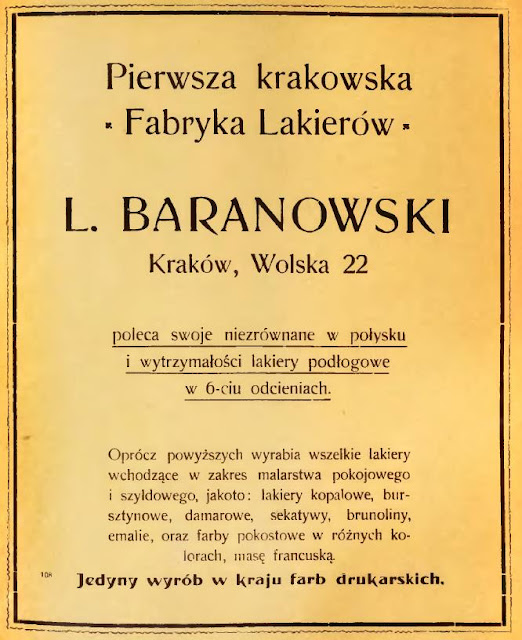 Pierwsza krakowska
Fabryka Lakierów
L. BARANOWSKI
Kraków, Wolska 22
poleca swoje niezrównane w połysku
i wytrzymałości lakiery podłogowe
w 6-ciu odcieniach.
Oprócz powyższych wyrabia wszelkie lakiery
wchodzące w zakres malarstwa pokojowego
i szyldowego, jakoto: lakiery kopalowe, bur-
sztynowe, damarowe, sekatywy, brunoliny,
emalie, oraz farby pokostowe w różnych ko-
lorach, masę francuską.
108 Jedyny wyrób w kraju farb drukarskich.